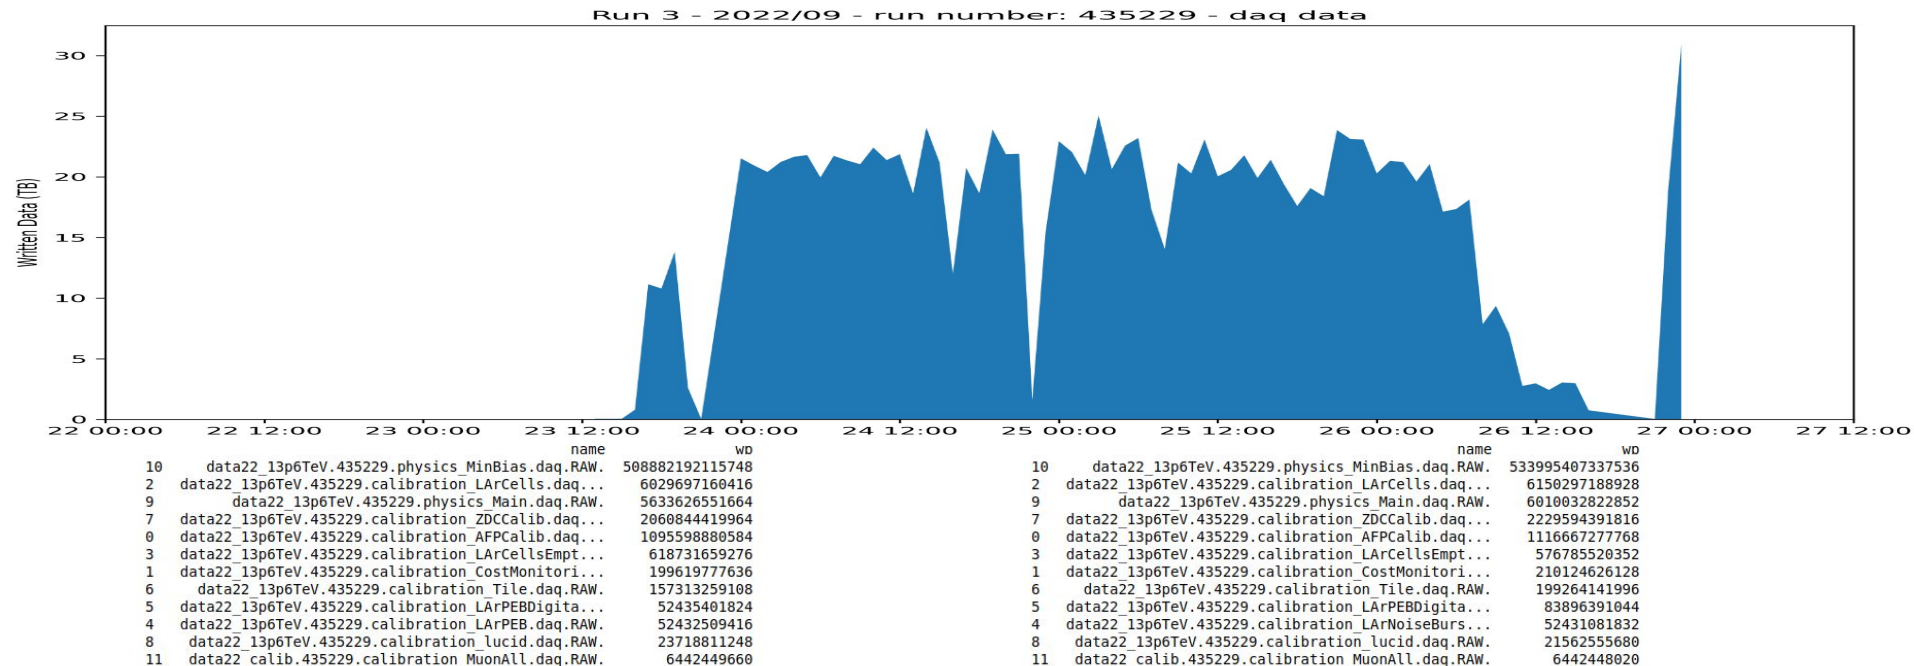 Run 3 - 2022/09 - run number: 435229 - daq data
Written Data (TB)
30
25
20
15
10
5
0
22 00:00 22 12:00 23 00:00 23 12:00 24 00:00 24 12:00 25 00:00 25 12:00 26 00:00 26 12:00 27 00:00 27 12:00
name wb
10 data22_13p6TeV.435229.physics_MinBias.daq.RAW. 508882192115748
2 data22_13p6TeV.435229.calibration_LArCells.daq... 6029697160416
9 data22_13p6TeV.435229.physics_Main.daq.RAW. 5633626551664
7 data22_13p6TeV.435229.calibration_ZDCCalib.daq... 2060844419964
0 data22_13p6TeV.435229.calibration_AFPCalib.daq... 1095598880584
3 data22_13p6TeV.435229.calibration_LArCellsEmpt... 618731659276
1 data22_13p6TeV.435229.calibration_CostMonitori... 199619777636
6 data22_13p6TeV.435229.calibration_Tile.daq.RAW. 157313259108
5 data22_13p6TeV.435229.calibration_LArPEBDigita... 52435401824
4 data22_13p6TeV.435229.calibration_LArPEB.daq.RAW. 52432509416
8 data22_13p6TeV.435229.calibration_lucid.daq.RAW. 23718811248
11 data22_calib.435229.calibration_MuonAll.daq.RAW. 6442449660
name wb
10 data22_13p6TeV.435229.physics_MinBias.daq.RAW. 533995407337536
2 data22_13p6TeV.435229.calibration_LArCells.daq... 6150297188928
9 data22_13p6TeV.435229.physics_Main.daq.RAW. 6010032822852
7 data22_13p6TeV.435229.calibration_ZDCCalib.daq... 2229594391816
0 data22_13p6TeV.435229.calibration_AFPCalib.daq... 1116667277768
3 data22_13p6TeV.435229.calibration_LArCellsEmpt... 576785520352
1 data22_13p6TeV.435229.calibration_CostMonitori... 210124626128
6 data22_13p6TeV.435229.calibration_Tile.daq.RAW. 199264141996
5 data22_13p6TeV.435229.calibration_LArPEBDigita... 83896391044
4 data22_13p6TeV.435229.calibration_LArNoiseBurs... 52431081832
8 data22_13p6TeV.435229.calibration_lucid.daq.RAW. 21562555680
11 data22_calib.435229.calibration_MuonAll.daq.RAW. 6442448020